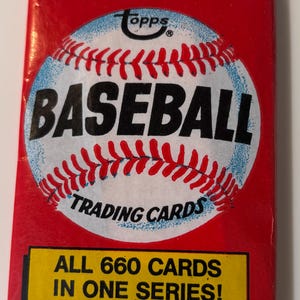 topps
®
BASEBALL
TRADING CARDS
ALL 660 CARDS
IN ONE SERIES!